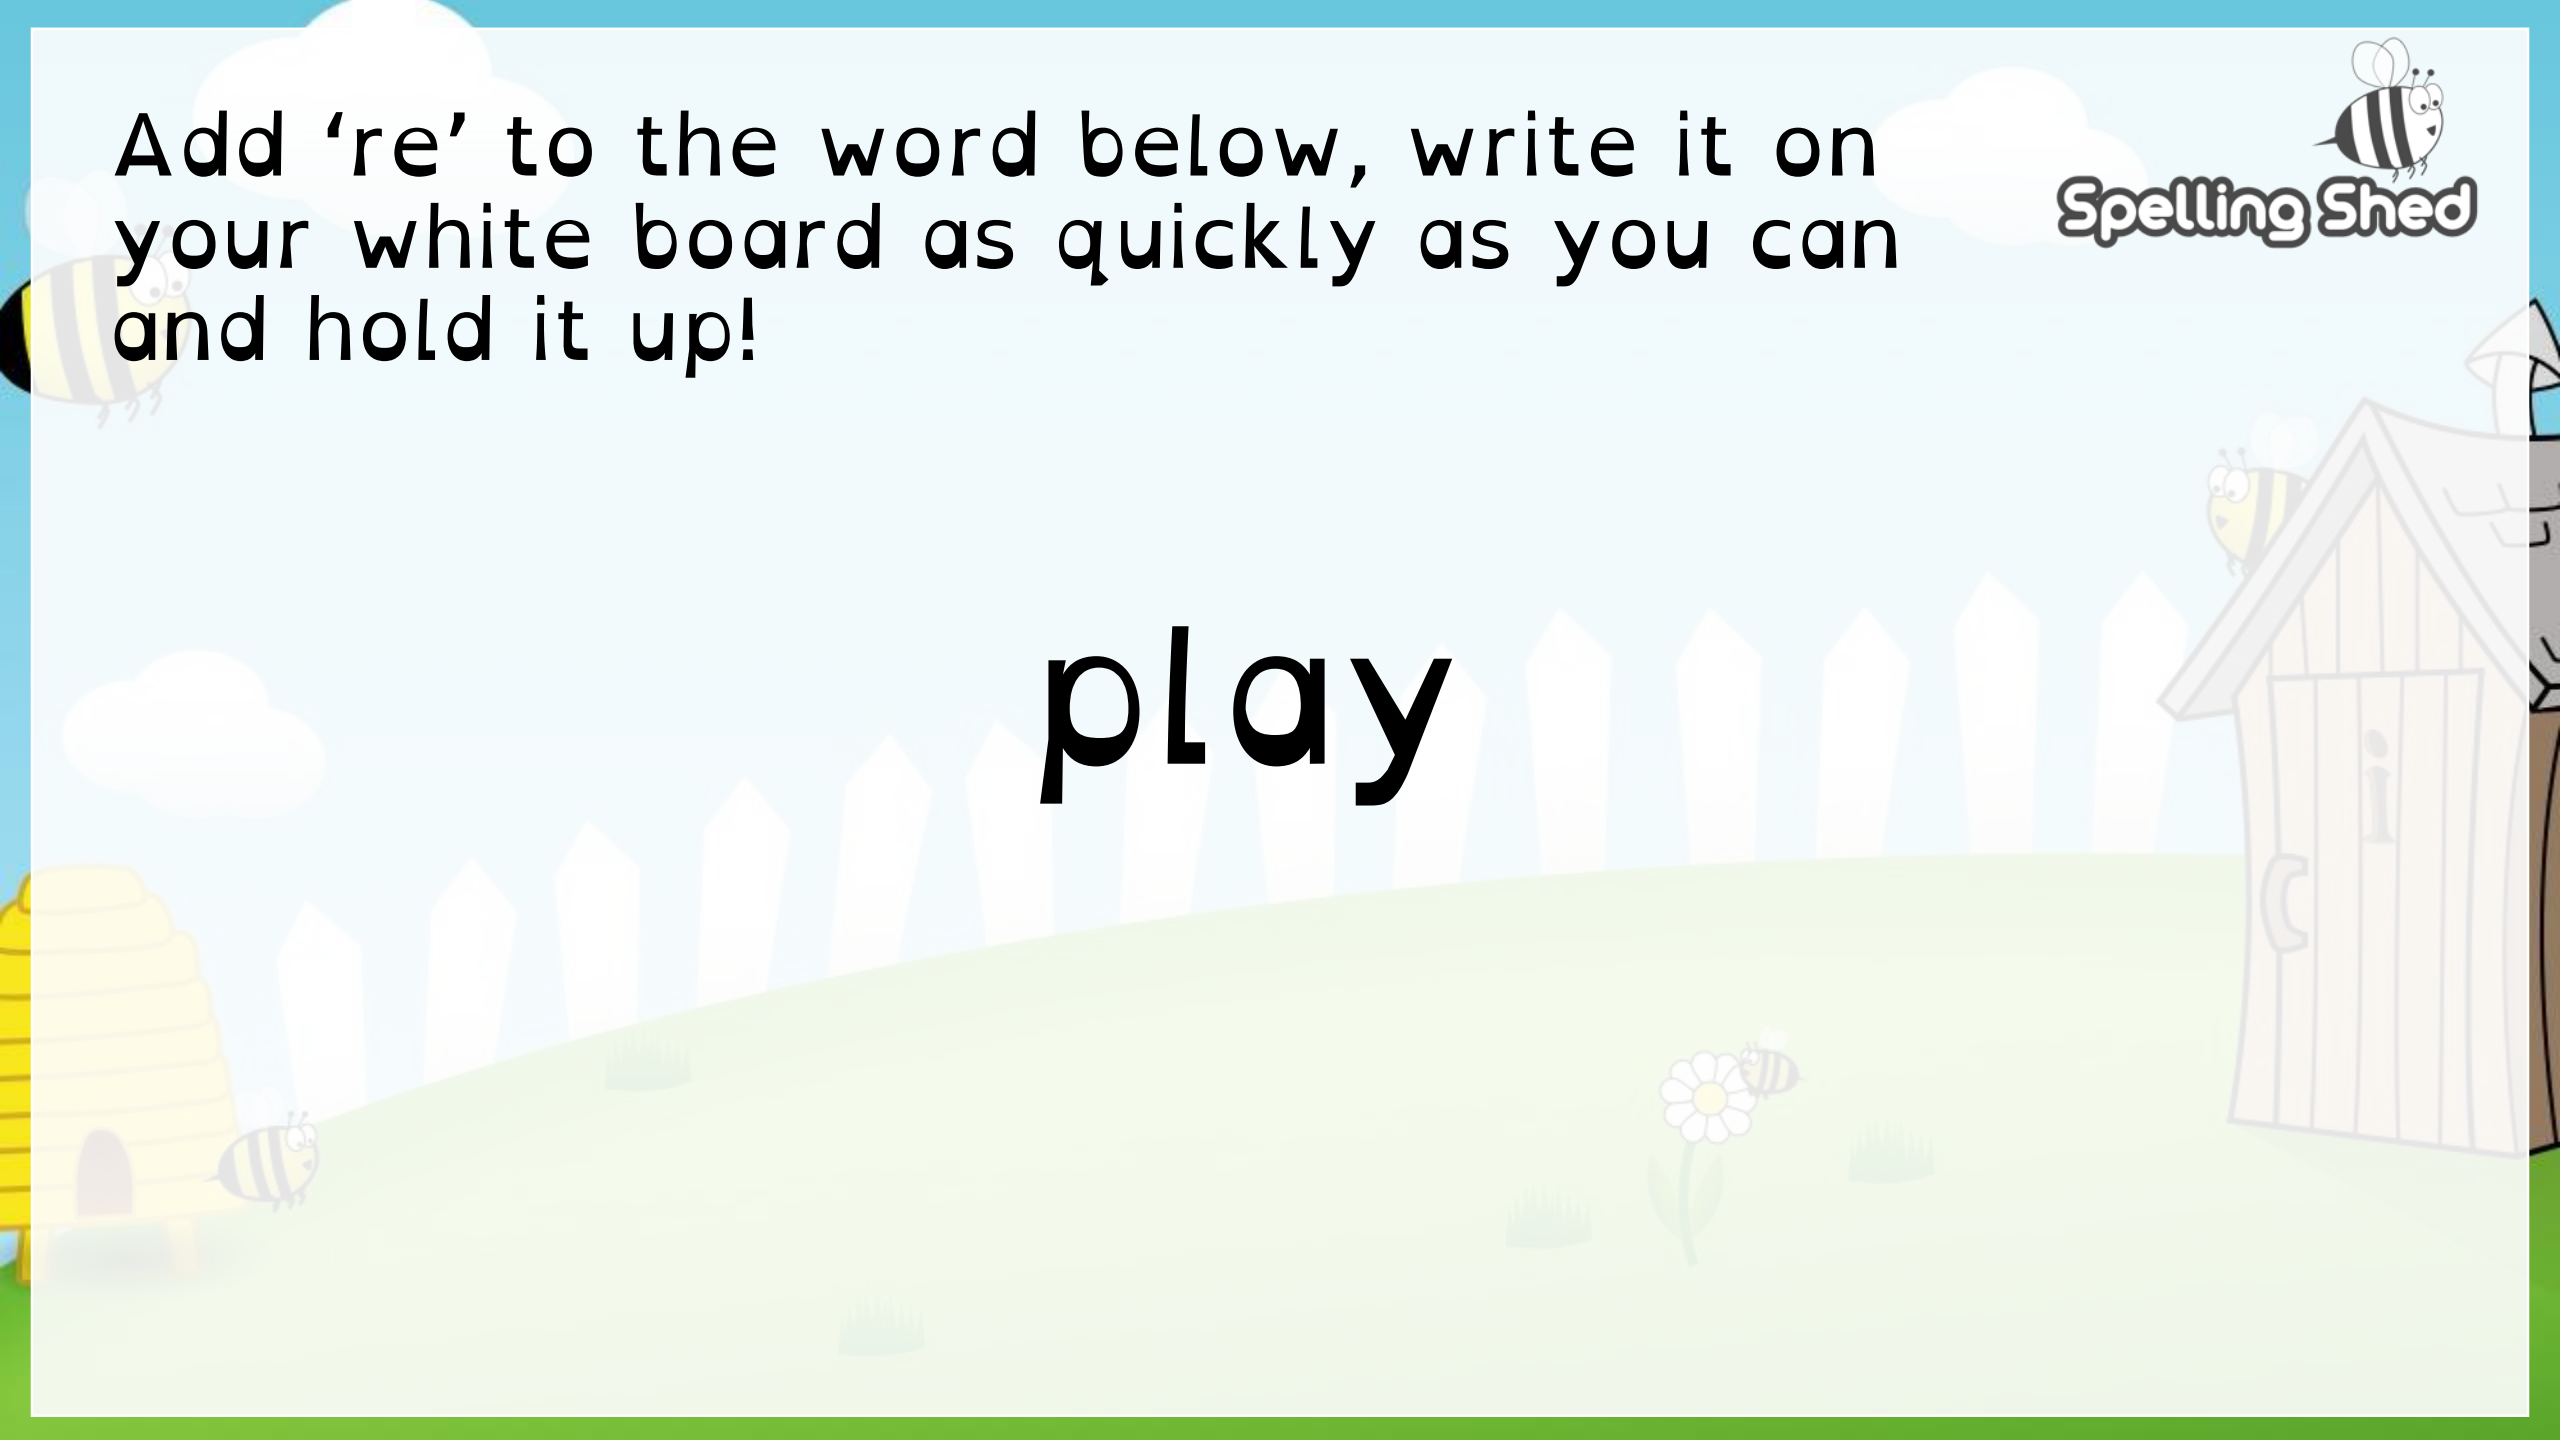 Add ‘re’ to the word below, write it on
your white board as quickly as you can
and hold it up!
Spelling Shed
play